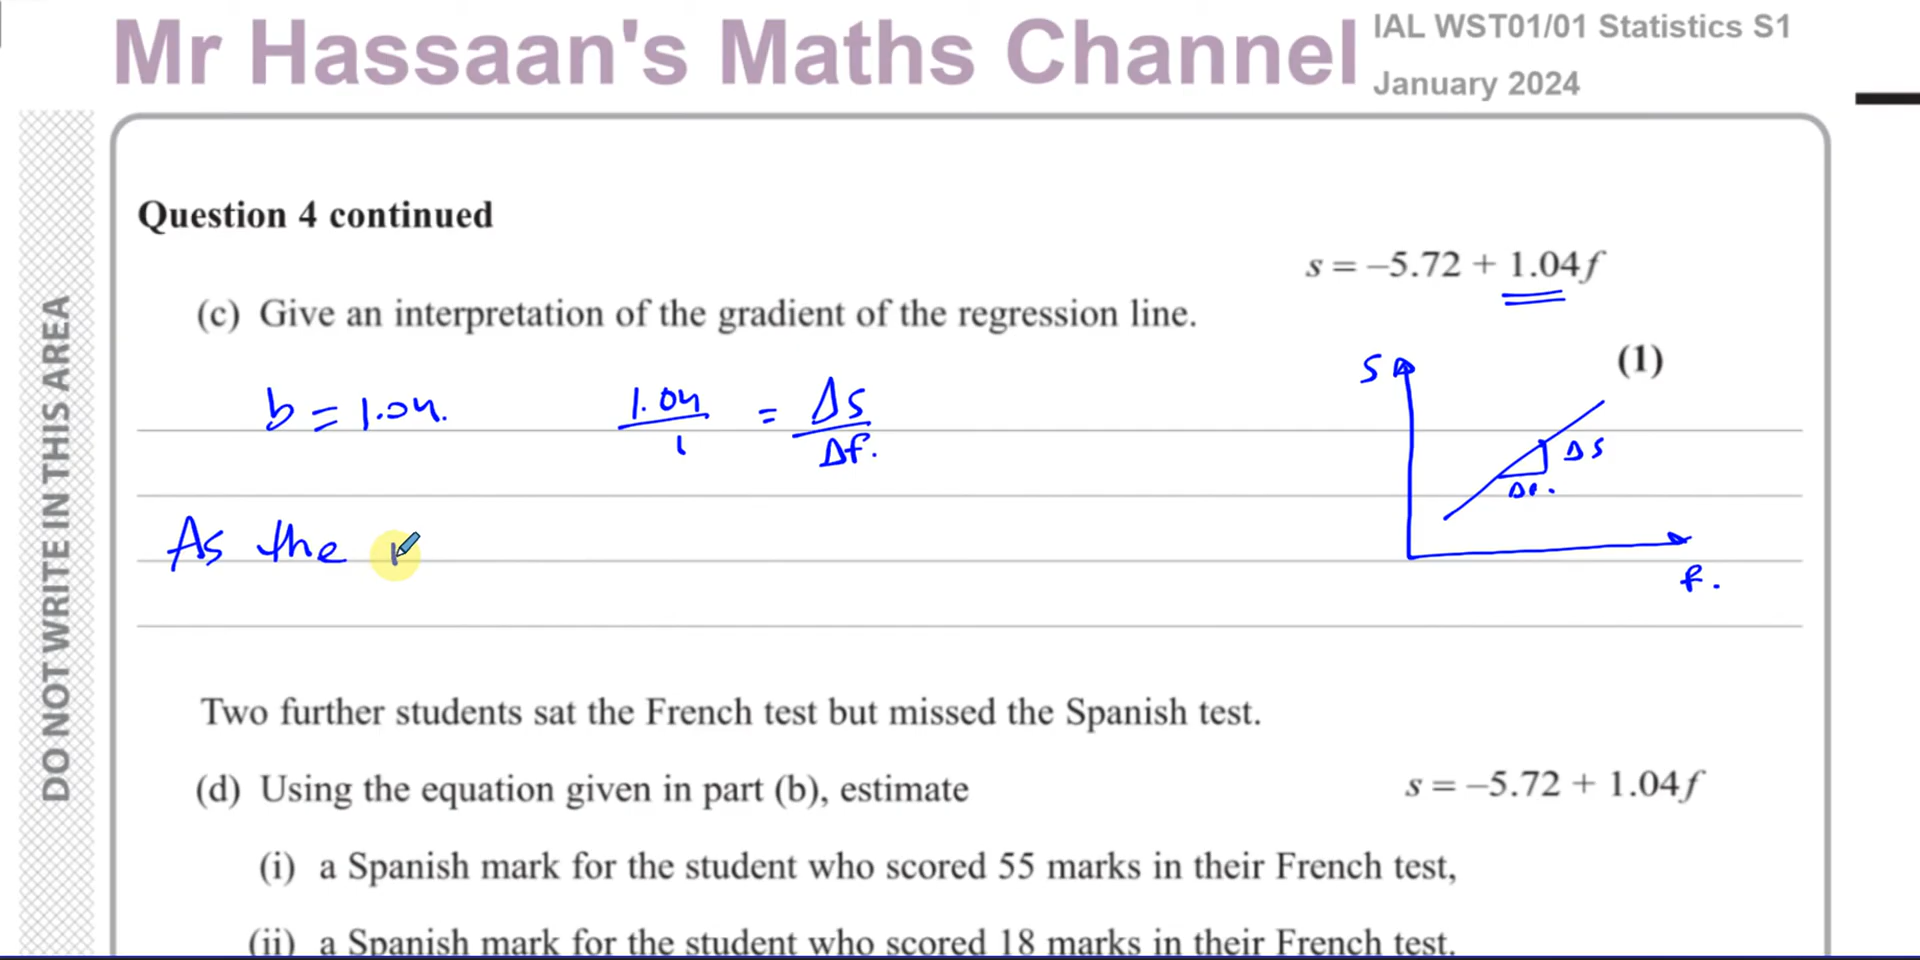 Mr Hassaan's Maths Channel
IAL WST01/01 Statistics S1
January 2024
DO NOT WRITE IN THIS AREA
Question 4 continued
s = −5.72 + 1.04f
(c) Give an interpretation of the gradient of the regression line.
(1)
b = 1.04.
1.04/1 = Δs/Δf.
S
Δs
f.
As the
Two further students sat the French test but missed the Spanish test.
(d) Using the equation given in part (b), estimate
s = −5.72 + 1.04f
(i) a Spanish mark for the student who scored 55 marks in their French test,
(ii) a Spanish mark for the student who scored 18 marks in their French test.